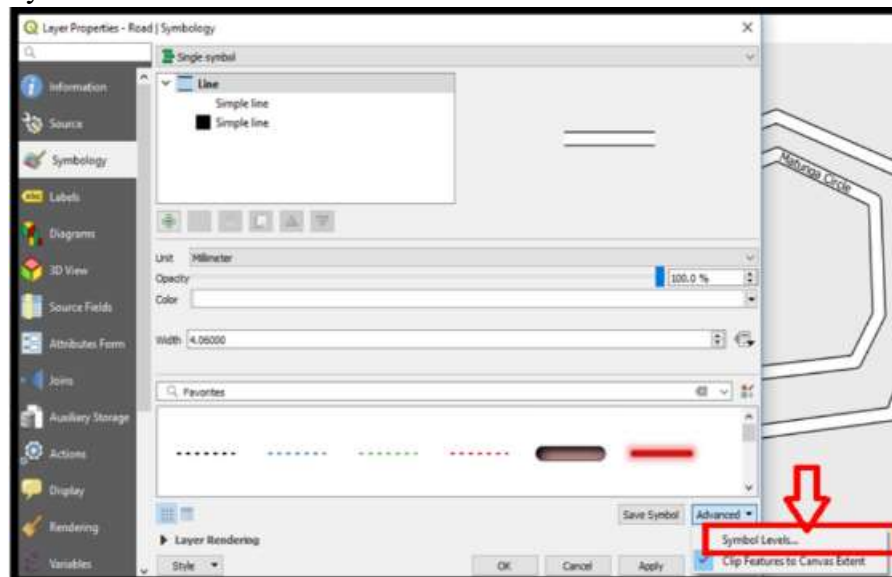 Layer Properties - Road | Symbology
Single symbol
Information
Source
Symbology
Labels
Diagrams
3D View
Source Fields
Attributes Form
Joins
Auxiliary Storage
Actions
Display
Rendering
Variables
Line
Simple line
Simple line
Unit Millimeter
Opacity 100.0 %
Color
Width 4.06000
Favorites
Save Symbol Advanced
Layer Rendering
Style OK Cancel Apply
Symbol Levels...
Clip Features to Canvas Extent
Matunga Circle